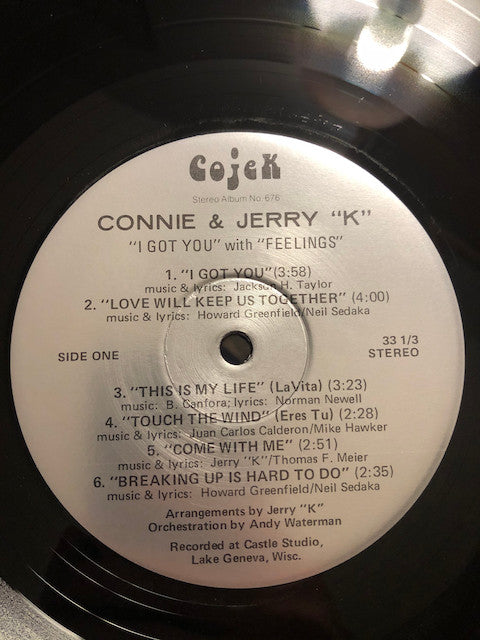 Cojek
Stereo Album No. 676
CONNIE & JERRY "K"
"I GOT YOU" with "FEELINGS"
1. "I GOT YOU" (3:58)
music & lyrics: Jackson H. Taylor
2. "LOVE WILL KEEP US TOGETHER" (4:00)
music & lyrics: Howard Greenfield/Neil Sedaka
SIDE ONE
33 1/3
STEREO
3. "THIS IS MY LIFE" (LaVita) (3:23)
music: B. Canfora; lyrics: Norman Newell
4. "TOUCH THE WIND" (Eres Tu) (2:28)
music & lyrics: Juan Carlos Calderon/Mike Hawker
5. "COME WITH ME" (2:51)
music & lyrics: Jerry "K"/Thomas F. Meier
6. "BREAKING UP IS HARD TO DO" (2:35)
music & lyrics: Howard Greenfield/Neil Sedaka
Arrangements by Jerry "K"
Orchestration by Andy Waterman
Recorded at Castle Studio,
Lake Geneva, Wisc.